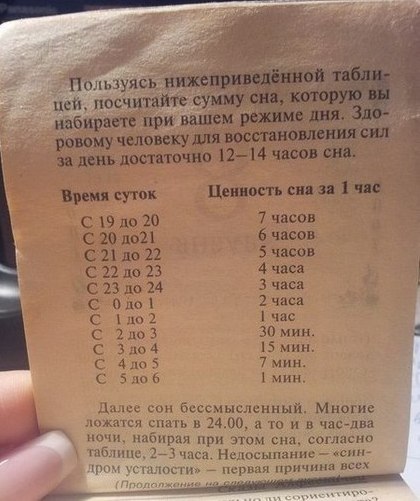 Пользуясь нижеприведённой табли-
цей, посчитайте сумму сна, которую вы
набираете при вашем режиме дня. Здо-
ровому человеку для восстановления сил
за день достаточно 12–14 часов сна.
Время суток Ценность сна за 1 час
С 19 до 20 7 часов
С 20 до21 6 часов
С 21 до 22 5 часов
С 22 до 23 4 часа
С 23 до 24 3 часа
С 0 до 1 2 часа
С 1 до 2 1 час
С 2 до 3 30 мин.
С 3 до 4 15 мин.
С 4 до 5 7 мин.
С 5 до 6 1 мин.
Далее сон бессмысленный. Многие
ложатся спать в 24.00, а то и в час-два
ночи, набирая при этом сна, согласно
таблице, 2–3 часа. Недосыпание – «син-
дром усталости» – первая причина всех
(Продолжение на следующем